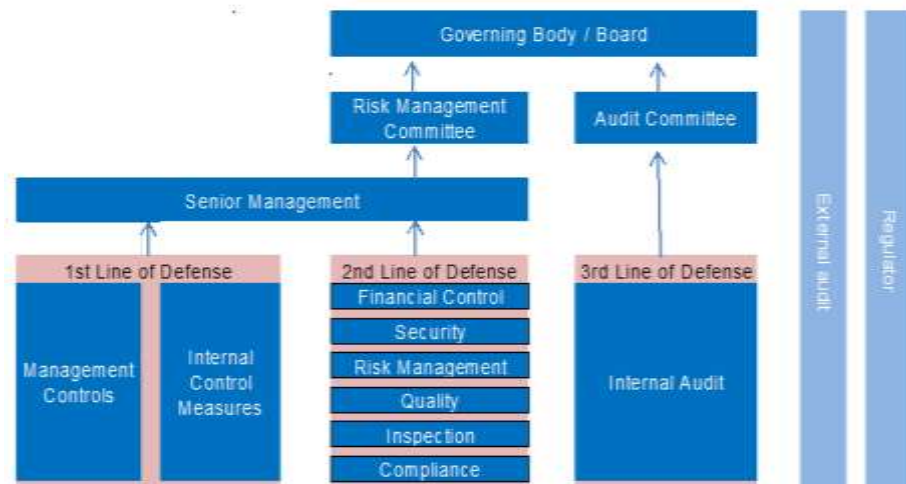 Governing Body / Board
Risk Management
Committee
Audit Committee
Senior Management
1st Line of Defense
2nd Line of Defense
3rd Line of Defense
Management
Controls
Internal
Control
Measures
Financial Control
Security
Risk Management
Quality
Inspection
Compliance
Internal Audit
External audit
Regulator